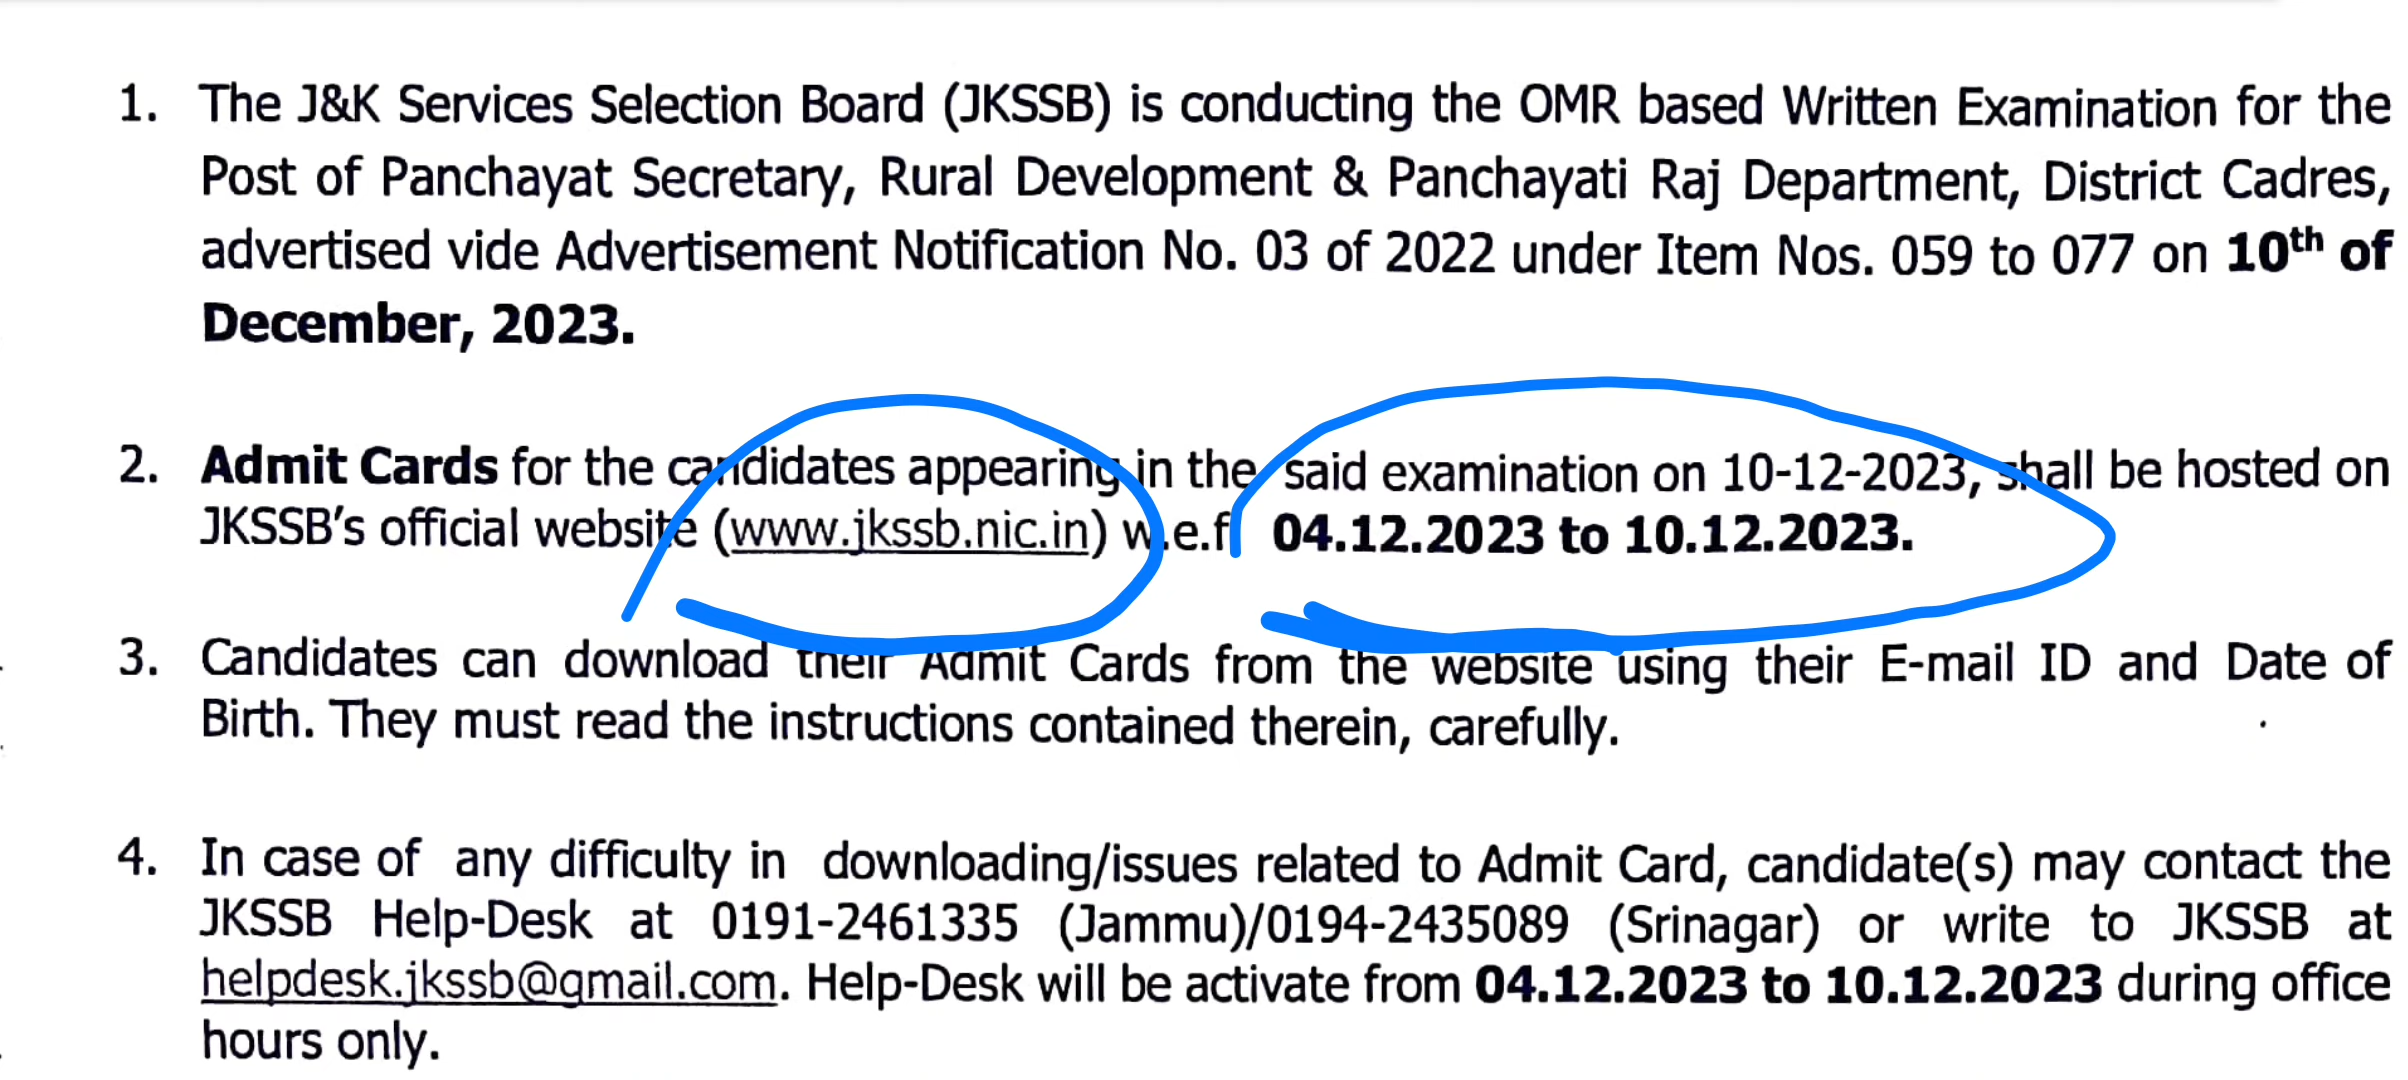 1. The J&K Services Selection Board (JKSSB) is conducting the OMR based Written Examination for the
Post of Panchayat Secretary, Rural Development & Panchayati Raj Department, District Cadres,
advertised vide Advertisement Notification No. 03 of 2022 under Item Nos. 059 to 077 on 10th of
December, 2023.
2. Admit Cards for the candidates appearing in the said examination on 10-12-2023, shall be hosted on
JKSSB's official website (www.jkssb.nic.in) w.e.f 04.12.2023 to 10.12.2023.
3. Candidates can download their Admit Cards from the website using their E-mail ID and Date of
Birth. They must read the instructions contained therein, carefully.
4. In case of any difficulty in downloading/issues related to Admit Card, candidate(s) may contact the
JKSSB Help-Desk at 0191-2461335 (Jammu)/0194-2435089 (Srinagar) or write to JKSSB at
helpdesk.jkssb@gmail.com. Help-Desk will be activate from 04.12.2023 to 10.12.2023 during office
hours only.